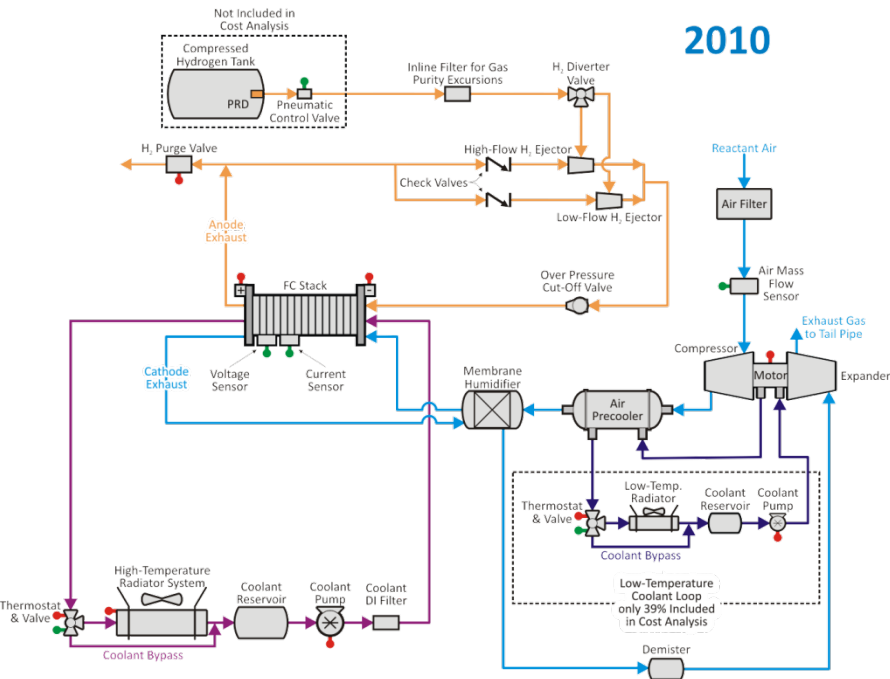 Not Included in
Cost Analysis
2010
Compressed
Hydrogen Tank
PRD
Pneumatic
Control Valve
Inline Filter for Gas
Purity Excursions
H₂ Diverter
Valve
H₂ Purge Valve
High-Flow H₂ Ejector
Check Valves
Low-Flow H₂ Ejector
Reactant Air
Air Filter
Anode
Exhaust
FC Stack
+
-
Over Pressure
Cut-Off Valve
Air Mass
Flow
Sensor
Exhaust Gas
to Tail Pipe
Compressor
Motor
Expander
Cathode
Exhaust
Voltage
Sensor
Current
Sensor
Membrane
Humidifier
Air
Precooler
Thermostat
& Valve
Low-Temp.
Radiator
Coolant
Reservoir
Coolant
Pump
Coolant Bypass
Low-Temperature
Coolant Loop
only 39% Included
in Cost Analysis
High-Temperature
Radiator System
Thermostat
& Valve
Coolant
Reservoir
Coolant
Pump
Coolant
DI Filter
Coolant Bypass
Demister